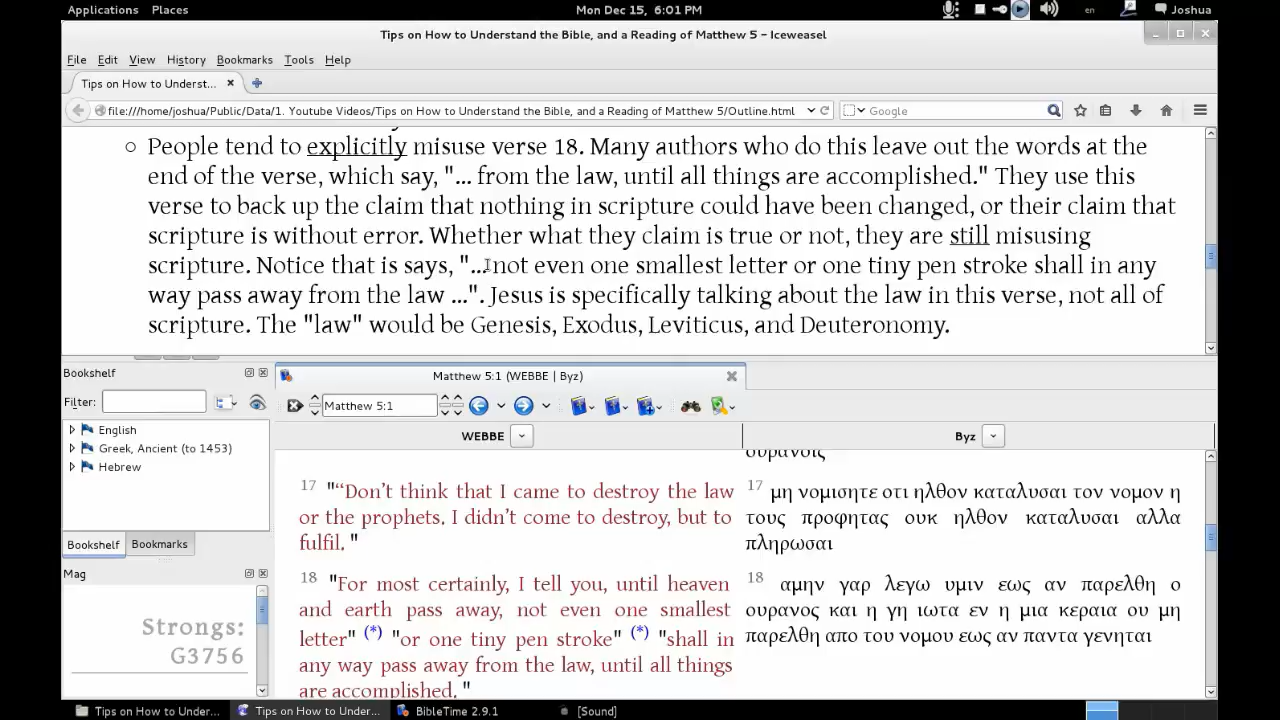 Applications Places Mon Dec 15, 6:01 PM en Joshua
Tips on How to Understand the Bible, and a Reading of Matthew 5 – Iceweasel
File Edit View History Bookmarks Tools Help
Tips on How to Underst...
file:///home/joshua/Public/Data/1. Youtube Videos/Tips on How to Understand the Bible, and a Reading of Matthew 5/Outline.html Google
People tend to explicitly misuse verse 18. Many authors who do this leave out the words at the
end of the verse, which say, "... from the law, until all things are accomplished." They use this
verse to back up the claim that nothing in scripture could have been changed, or their claim that
scripture is without error. Whether what they claim is true or not, they are still misusing
scripture. Notice that is says, "...not even one smallest letter or one tiny pen stroke shall in any
way pass away from the law ...". Jesus is specifically talking about the law in this verse, not all of
scripture. The "law" would be Genesis, Exodus, Leviticus, and Deuteronomy.
Bookshelf
Filter:
English
Greek, Ancient (to 1453)
Hebrew
Bookshelf Bookmarks
Mag
Strongs:
G3756
Matthew 5:1 (WEBBE | Byz)
Matthew 5:1
WEBBE Byz
17 "“Don’t think that I came to destroy the law
or the prophets. I didn’t come to destroy, but to
fulfil. "
18 "For most certainly, I tell you, until heaven
and earth pass away, not even one smallest
letter" (*) "or one tiny pen stroke" (*) "shall in
any way pass away from the law, until all things
are accomplished. "
ουρανοις
17 μη νομισητε οτι ηλθον καταλυσαι τον νομον η
τους προφητας ουκ ηλθον καταλυσαι αλλα
πληρωσαι
18 αμην γαρ λεγω υμιν εως αν παρελθη ο
ουρανος και η γη ιωτα εν η μια κεραια ου μη
παρελθη απο του νομου εως αν παντα γενηται
Tips on How to Under... Tips on How to Under... BibleTime 2.9.1 [Sound]